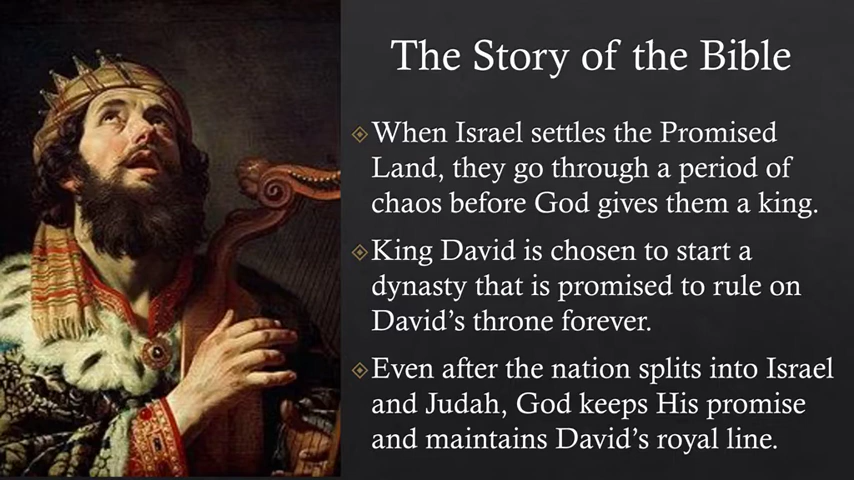 The Story of the Bible
When Israel settles the Promised
Land, they go through a period of
chaos before God gives them a king.
King David is chosen to start a
dynasty that is promised to rule on
David’s throne forever.
Even after the nation splits into Israel
and Judah, God keeps His promise
and maintains David’s royal line.